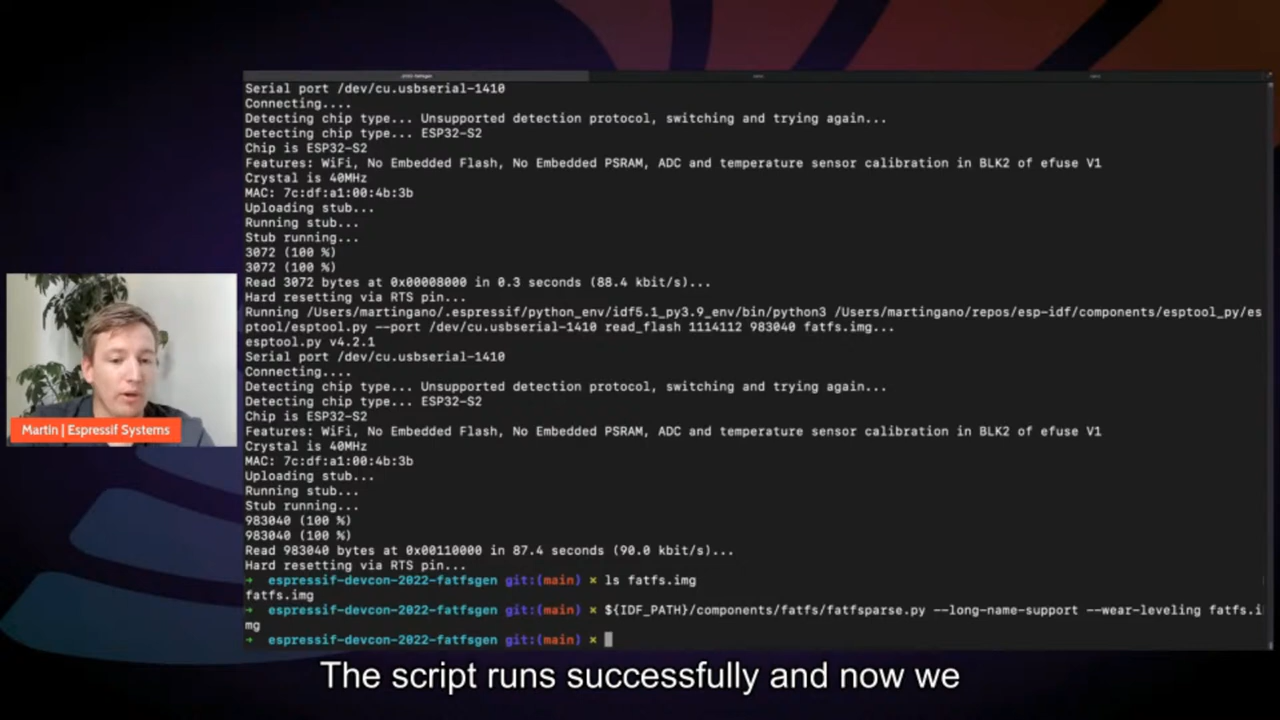 Serial port /dev/cu.usbserial-1410
Connecting....
Detecting chip type... Unsupported detection protocol, switching and trying again...
Detecting chip type... ESP32-S2
Chip is ESP32-S2
Features: WiFi, No Embedded Flash, No Embedded PSRAM, ADC and temperature sensor calibration in BLK2 of efuse V1
Crystal is 40MHz
MAC: 7c:df:a1:00:4b:3b
Uploading stub...
Running stub...
Stub running...
3072 (100 %)
3072 (100 %)
Read 3072 bytes at 0x00008000 in 0.3 seconds (88.4 kbit/s)...
Hard resetting via RTS pin...
Running /Users/martingano/.espressif/python_env/idf5.1_py3.9_env/bin/python3 /Users/martingano/repos/esp-idf/components/esptool_py/es
ptool/esptool.py --port /dev/cu.usbserial-1410 read_flash 1114112 983040 fatfs.img...
esptool.py v4.2.1
Serial port /dev/cu.usbserial-1410
Connecting....
Detecting chip type... Unsupported detection protocol, switching and trying again...
Detecting chip type... ESP32-S2
Chip is ESP32-S2
Features: WiFi, No Embedded Flash, No Embedded PSRAM, ADC and temperature sensor calibration in BLK2 of efuse V1
Crystal is 40MHz
MAC: 7c:df:a1:00:4b:3b
Uploading stub...
Running stub...
Stub running...
983040 (100 %)
983040 (100 %)
Read 983040 bytes at 0x00110000 in 87.4 seconds (90.0 kbit/s)...
Hard resetting via RTS pin...
→ espressif-devcon-2022-fatfsgen git:(main) × ls fatfs.img
fatfs.img
→ espressif-devcon-2022-fatfsgen git:(main) × ${IDF_PATH}/components/fatfs/fatfsparse.py --long-name-support --wear-leveling fatfs.i
mg
→ espressif-devcon-2022-fatfsgen git:(main) ×
Martin | Espressif Systems
The script runs successfully and now we